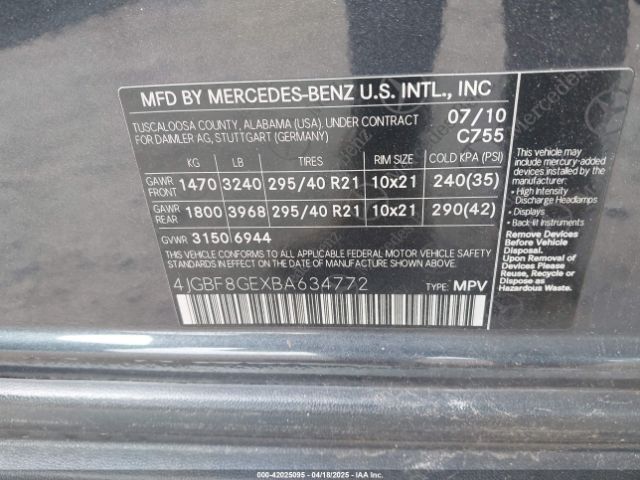 MFD BY MERCEDES-BENZ U.S. INTL., INC
TUSCALOOSA COUNTY, ALABAMA (USA), UNDER CONTRACT 07/10
FOR DAIMLER AG, STUTTGART (GERMANY) C755
KG LB TIRES RIM SIZE COLD KPA (PSI)
GAWR FRONT 1470 3240 295/40 R21 10x21 240(35)
GAWR REAR 1800 3968 295/40 R21 10x21 290(42)
GVWR 3150 6944
THIS VEHICLE CONFORMS TO ALL APPLICABLE FEDERAL MOTOR VEHICLE SAFETY
STANDARDS IN EFFECT ON THE DATE OF MANUFACTURE SHOWN ABOVE.
4JGBF8GEXBA634772 TYPE: MPV
This vehicle may
include mercury-added
devices installed by the
manufacturer:
• High Intensity
Discharge Headlamps
• Displays
• Back-lit Instruments
Remove Devices
Before Vehicle
Disposal.
Upon Removal of
Devices Please
Reuse, Recycle or
Dispose as
Hazardous Waste.
000-42025095 - 04/18/2025 - IAAI.COM